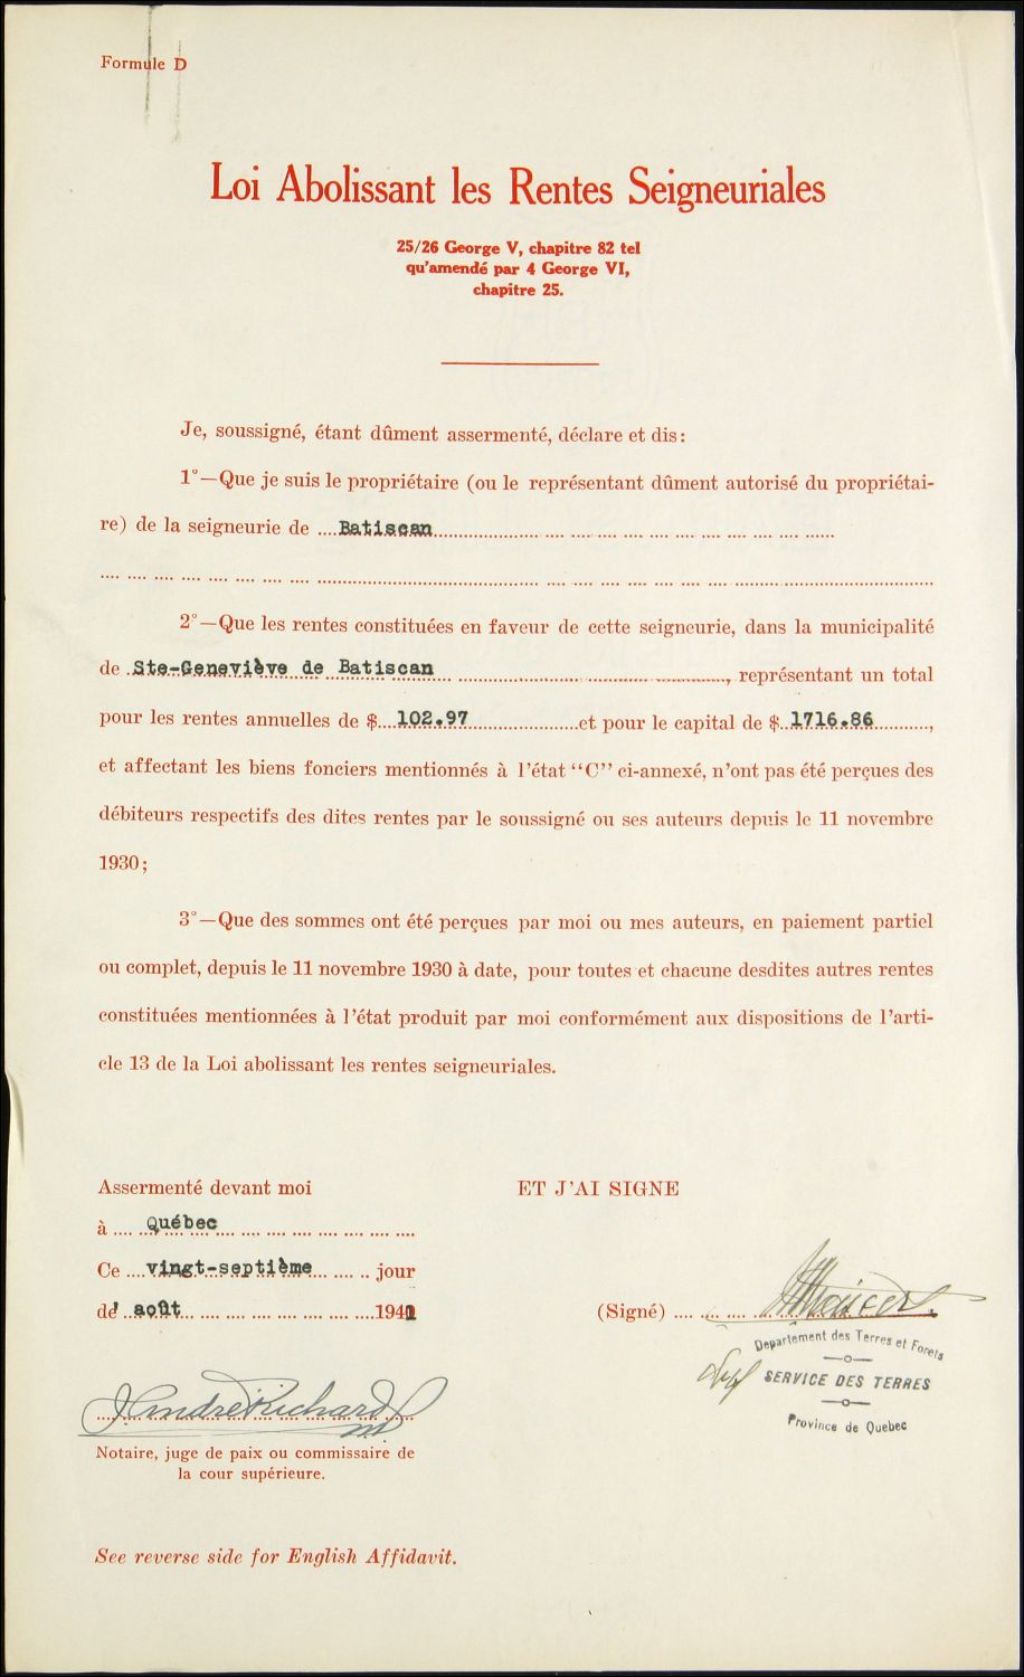 Formule D
Loi Abolissant les Rentes Seigneuriales
25/26 George V, chapitre 82 tel
qu'amendé par 4 George VI,
chapitre 25.
Je, soussigné, étant dûment assermenté, déclare et dis:
1°—Que je suis le propriétaire (ou le représentant dûment autorisé du propriétai-
re) de la seigneurie de Batiscan
2°—Que les rentes constituées en faveur de cette seigneurie, dans la municipalité
de Ste-Geneviève de Batiscan, représentant un total
pour les rentes annuelles de $ 102.97 et pour le capital de $ 1716.86,
et affectant les biens fonciers mentionnés à l'état "C" ci-annexé, n'ont pas été perçues des
débiteurs respectifs des dites rentes par le soussigné ou ses auteurs depuis le 11 novembre
1930;
3°—Que des sommes ont été perçues par moi ou mes auteurs, en paiement partiel
ou complet, depuis le 11 novembre 1930 à date, pour toutes et chacune desdites autres rentes
constituées mentionnées à l'état produit par moi conformément aux dispositions de l'arti-
cle 13 de la Loi abolissant les rentes seigneuriales.
Assermenté devant moi
ET J'AI SIGNE
à Québec
Ce vingt-septième jour
d' août 194
(Signé)
Departement des Terres et Forets
SERVICE DES TERRES
Province de Quebec
J. André Richard
Notaire, juge de paix ou commissaire de
la cour supérieure.
See reverse side for English Affidavit.